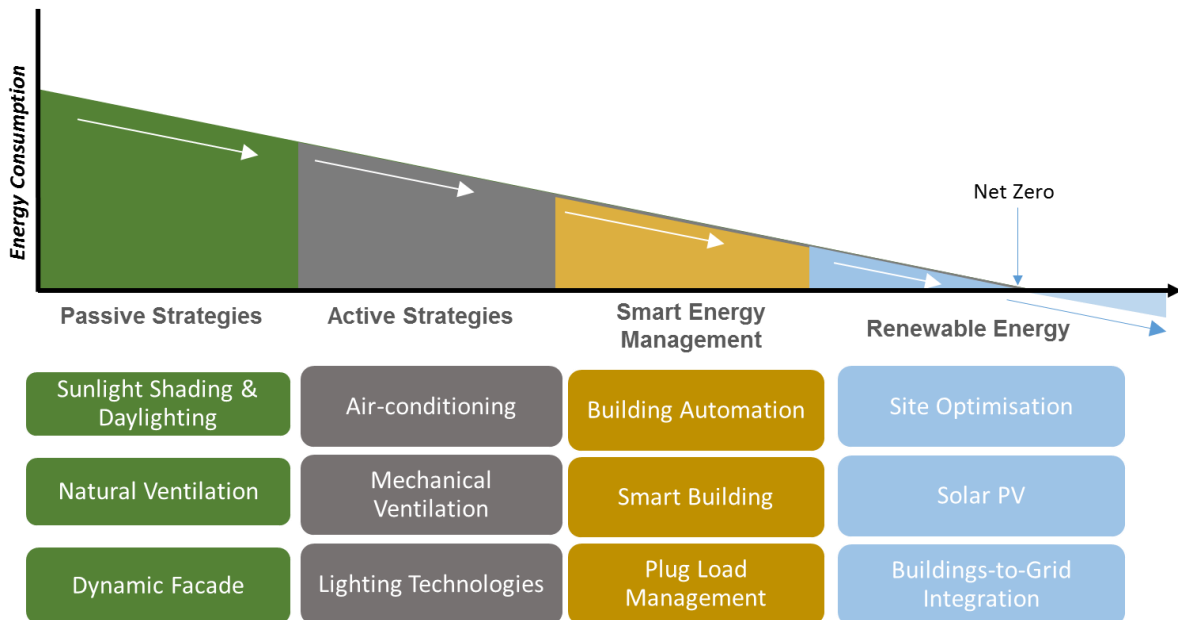 Energy Consumption
Net Zero
Passive Strategies
Active Strategies
Smart Energy
Management
Renewable Energy
Sunlight Shading &
Daylighting
Air-conditioning
Building Automation
Site Optimisation
Natural Ventilation
Mechanical
Ventilation
Smart Building
Solar PV
Dynamic Facade
Lighting Technologies
Plug Load
Management
Buildings-to-Grid
Integration